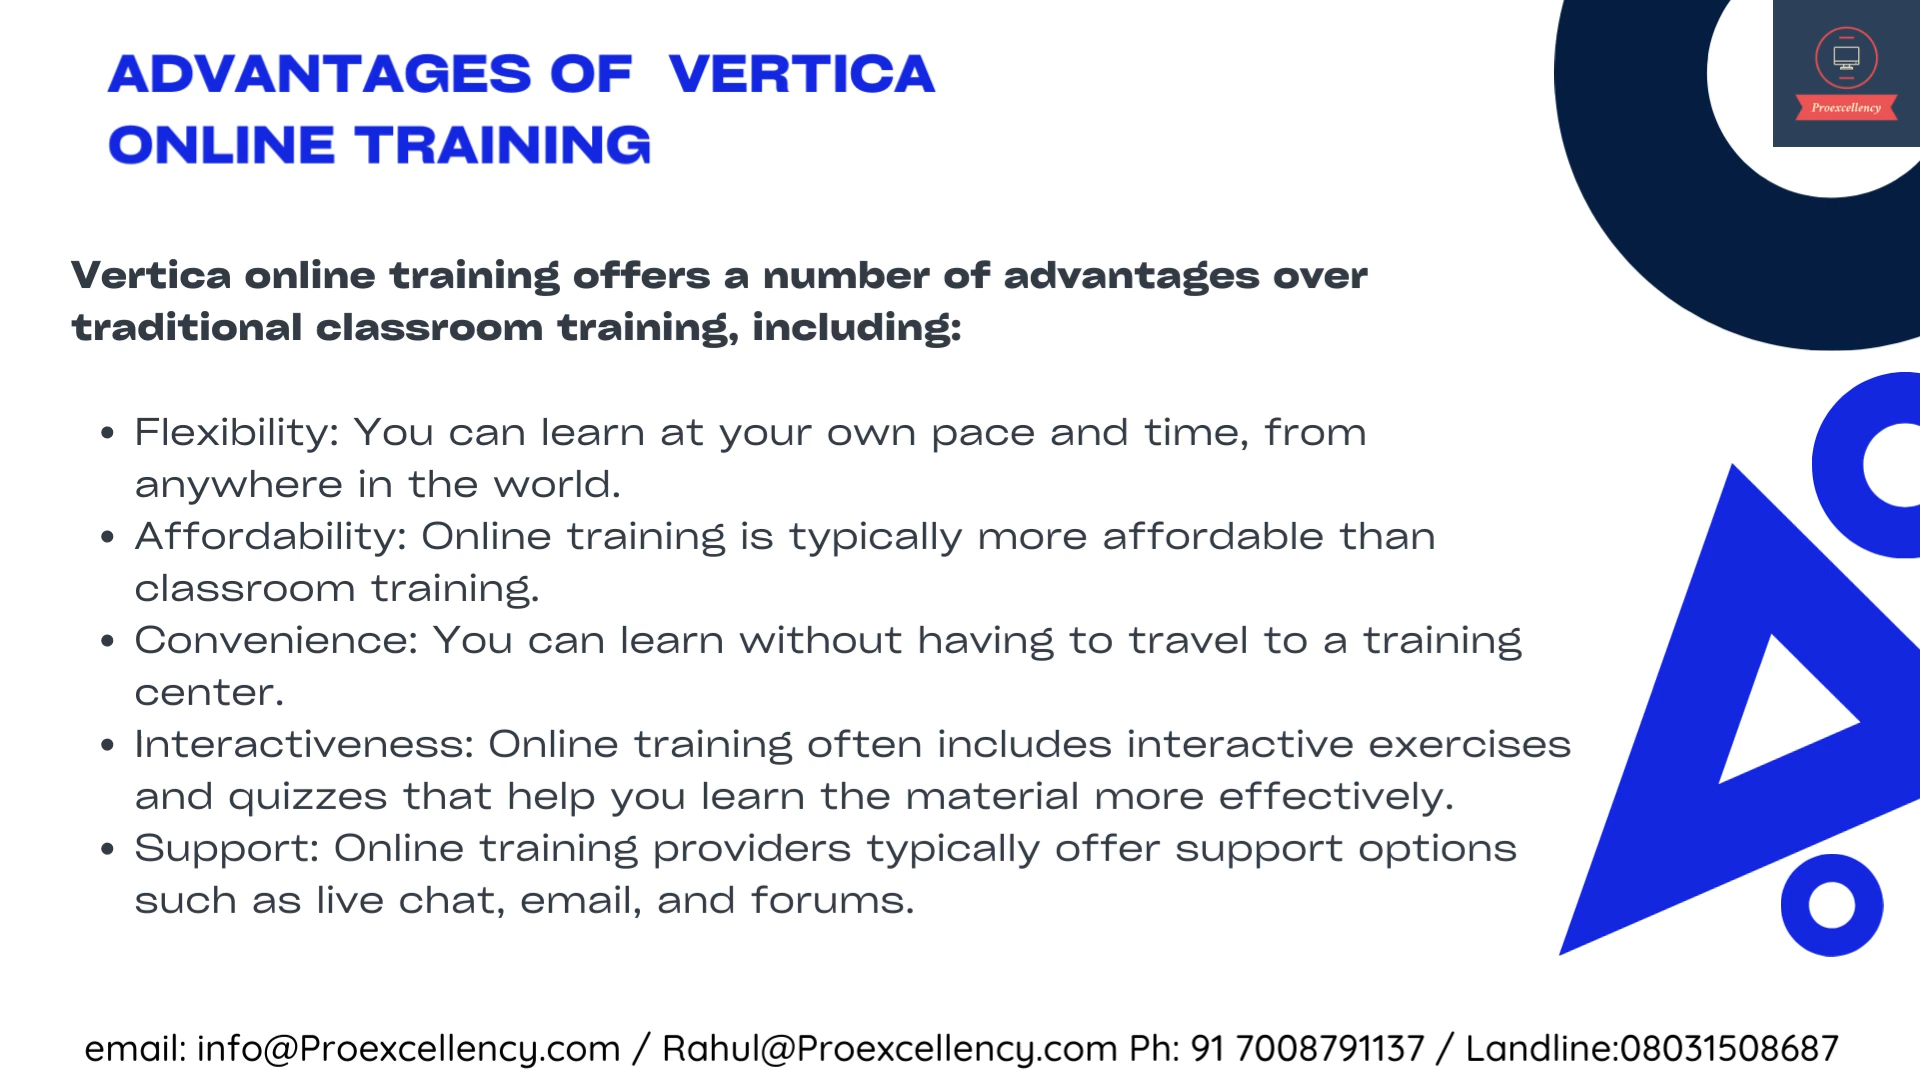 ADVANTAGES OF VERTICA
ONLINE TRAINING
Proexcellency
Vertica online training offers a number of advantages over
traditional classroom training, including:
• Flexibility: You can learn at your own pace and time, from
anywhere in the world.
• Affordability: Online training is typically more affordable than
classroom training.
• Convenience: You can learn without having to travel to a training
center.
• Interactiveness: Online training often includes interactive exercises
and quizzes that help you learn the material more effectively.
• Support: Online training providers typically offer support options
such as live chat, email, and forums.
email: info@Proexcellency.com / Rahul@Proexcellency.com Ph: 91 7008791137 / Landline:08031508687